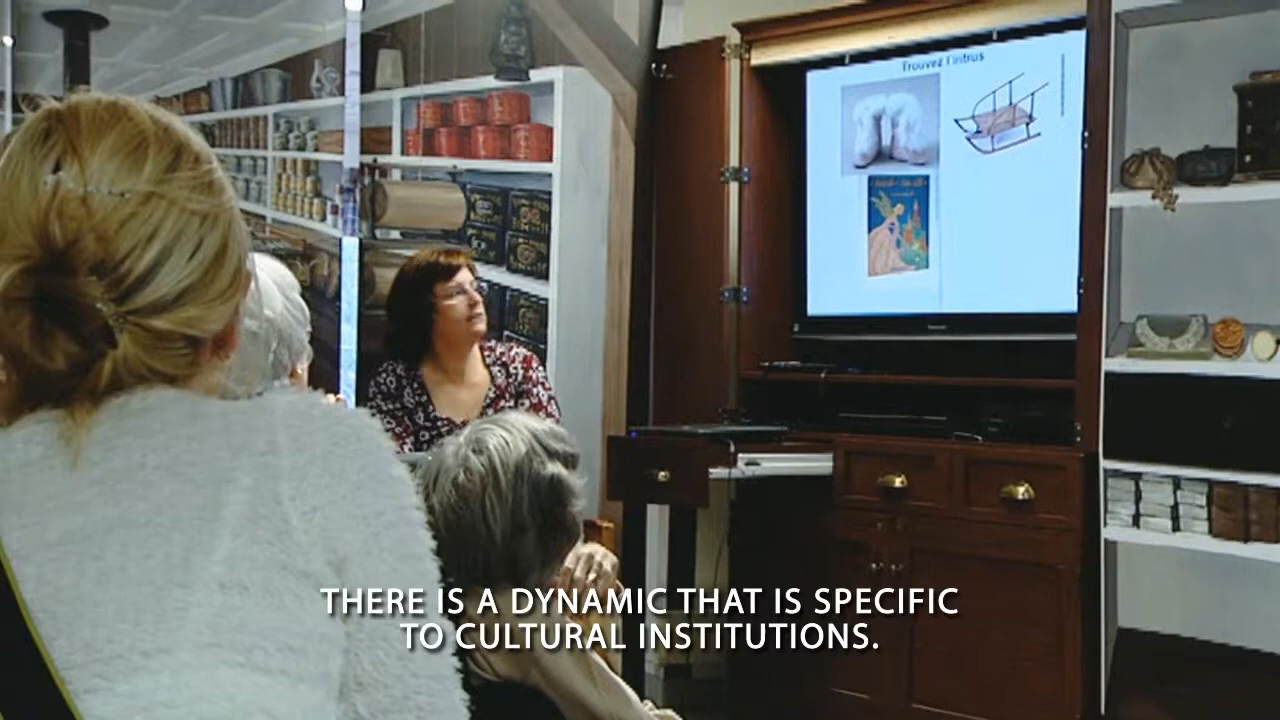 Trouvez l'intrus
THERE IS A DYNAMIC THAT IS SPECIFIC
TO CULTURAL INSTITUTIONS.